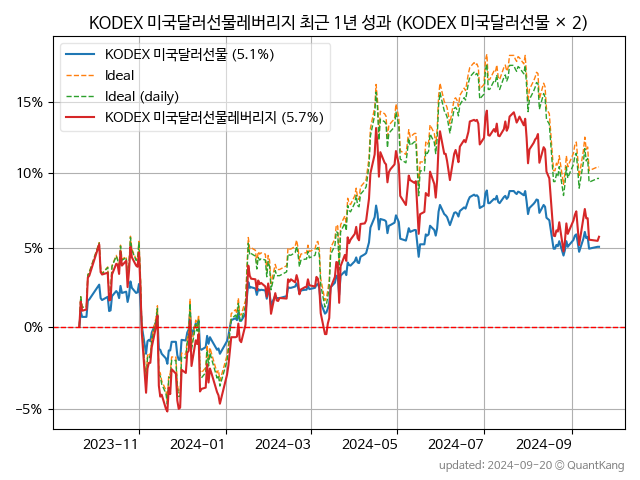 KODEX 미국달러선물레버리지 최근 1년 성과 (KODEX 미국달러선물 × 2)
KODEX 미국달러선물 (5.1%)
Ideal
Ideal (daily)
KODEX 미국달러선물레버리지 (5.7%)
15%
10%
5%
0%
−5%
2023-11 2024-01 2024-03 2024-05 2024-07 2024-09
updated: 2024-09-20 © QuantKang